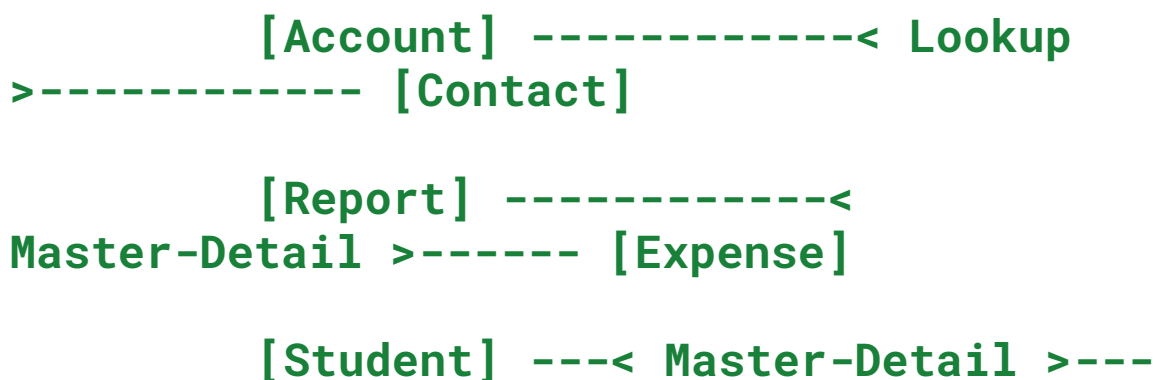 [Account] ------------< Lookup
>------------ [Contact]
[Report] ------------<
Master-Detail >------ [Expense]
[Student] ---< Master-Detail >---